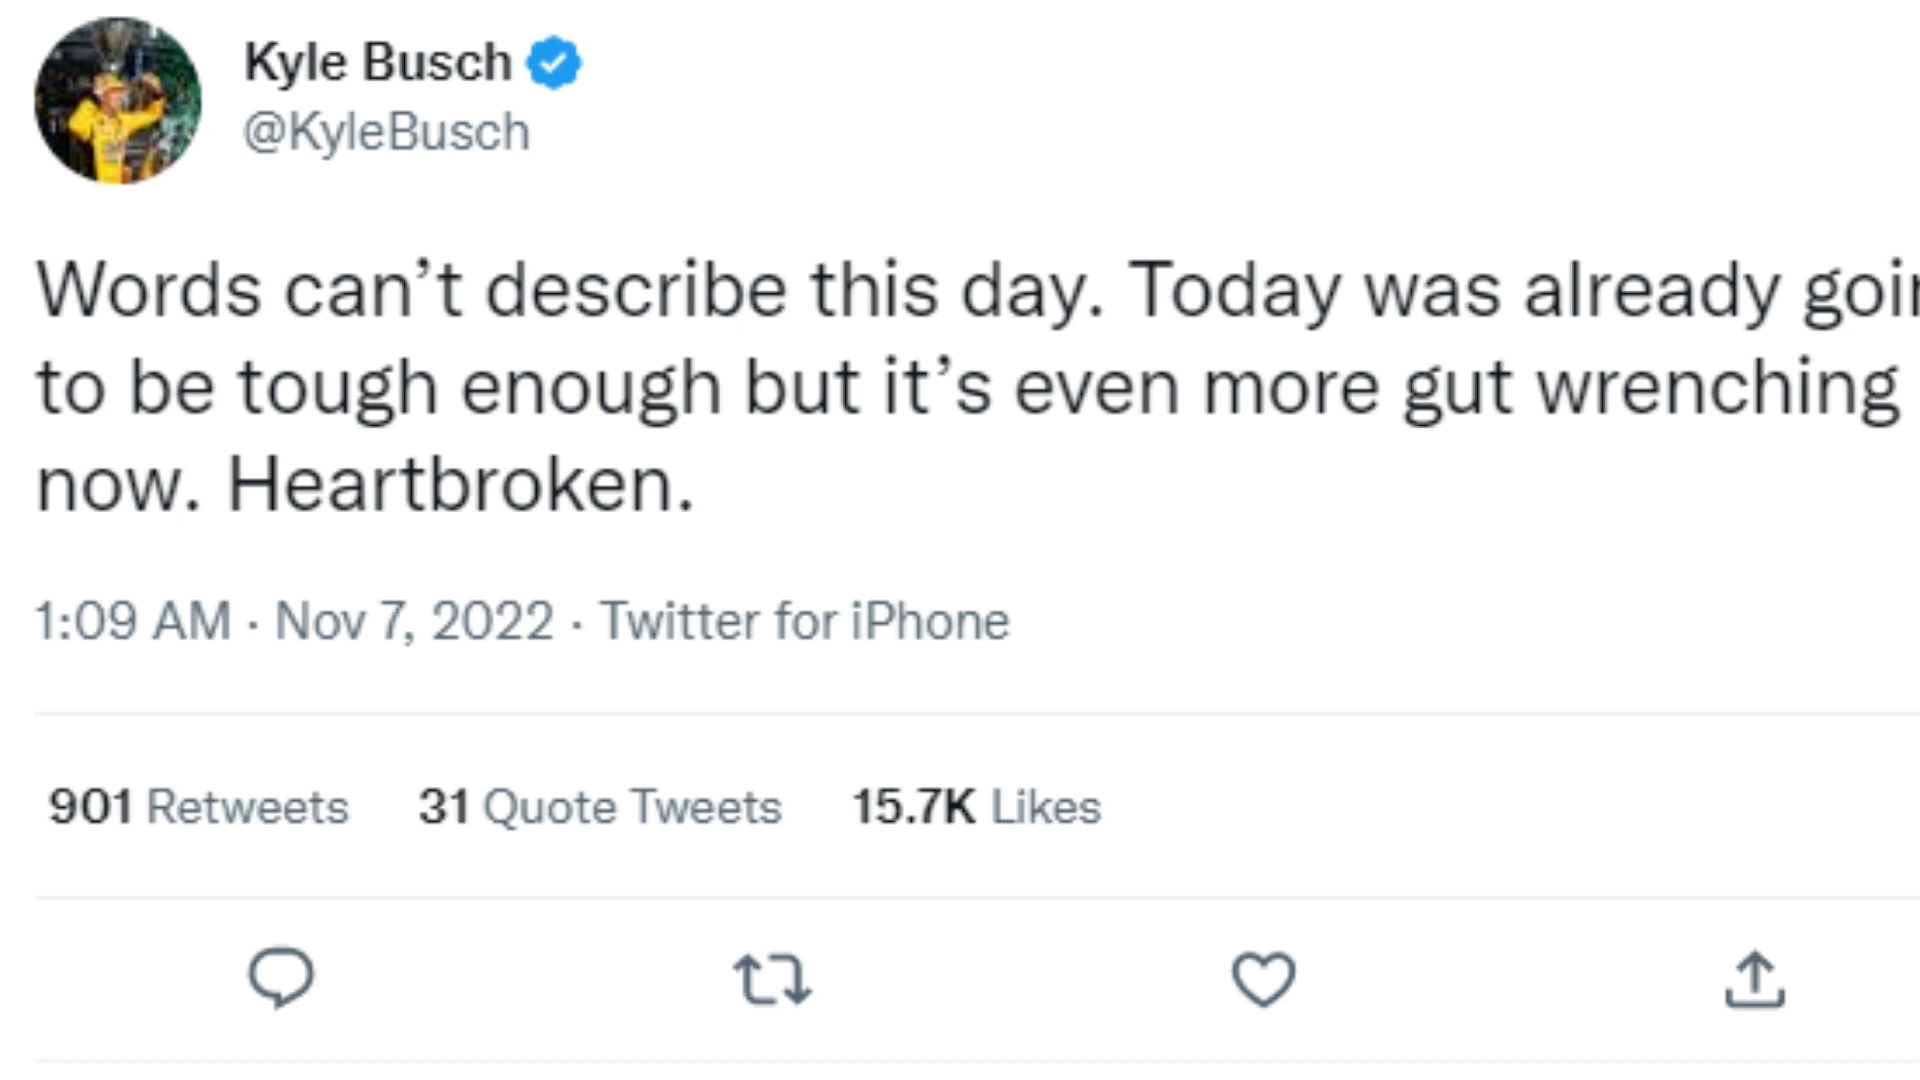 Kyle Busch
@KyleBusch
Words can’t describe this day. Today was already
to be tough enough but it’s even more gut wrenching
now. Heartbroken.
1:09 AM · Nov 7, 2022 · Twitter for iPhone
901 Retweets 31 Quote Tweets 15.7K Likes